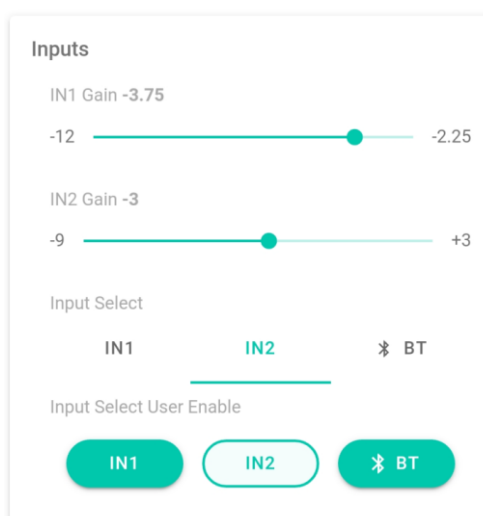 Inputs
IN1 Gain -3.75
-12 -2.25
IN2 Gain -3
-9 +3
Input Select
IN1 IN2 BT
Input Select User Enable
IN1 IN2 BT